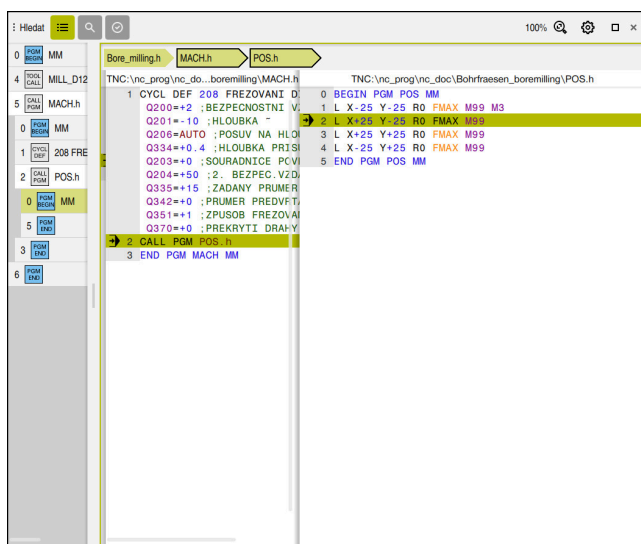 Hledat
100%
0 PGM BEGIN MM
4 TOOL CALL MILL_D12
5 CALL PGM MACH.h
0 PGM BEGIN MM
1 CYCL DEF 208 FRE
2 CALL PGM POS.h
0 PGM BEGIN MM
5 PGM END
3 PGM END
6 PGM END
Bore_milling.h MACH.h POS.h
TNC:\nc_prog\nc_do...boremilling\MACH.h
1 CYCL DEF 208 FREZOVANI D
Q200=+2 ;BEZPECNOSTNI VZ
Q201=-10 ;HLOUBKA ~
Q206=AUTO ;POSUV NA HLO
Q334=+0.4 ;HLOUBKA PRISU
Q203=+0 ;SOURADNICE POV
Q204=+50 ;2. BEZPEC.VZDA
Q335=+15 ;ZADANY PRUMER
Q342=+0 ;PRUMER PREDVRTA
Q351=+1 ;ZPUSOB FREZOVAN
Q370=+0 ;PREKRYTI DRAHY
2 CALL PGM POS.h
3 END PGM MACH MM
TNC:\nc_prog\nc_doc\Bohrfraesen_boremilling\POS.h
0 BEGIN PGM POS MM
1 L X-25 Y-25 R0 FMAX M99 M3
2 L X+25 Y-25 R0 FMAX M99
3 L X+25 Y+25 R0 FMAX M99
4 L X-25 Y+25 R0 FMAX M99
5 END PGM POS MM